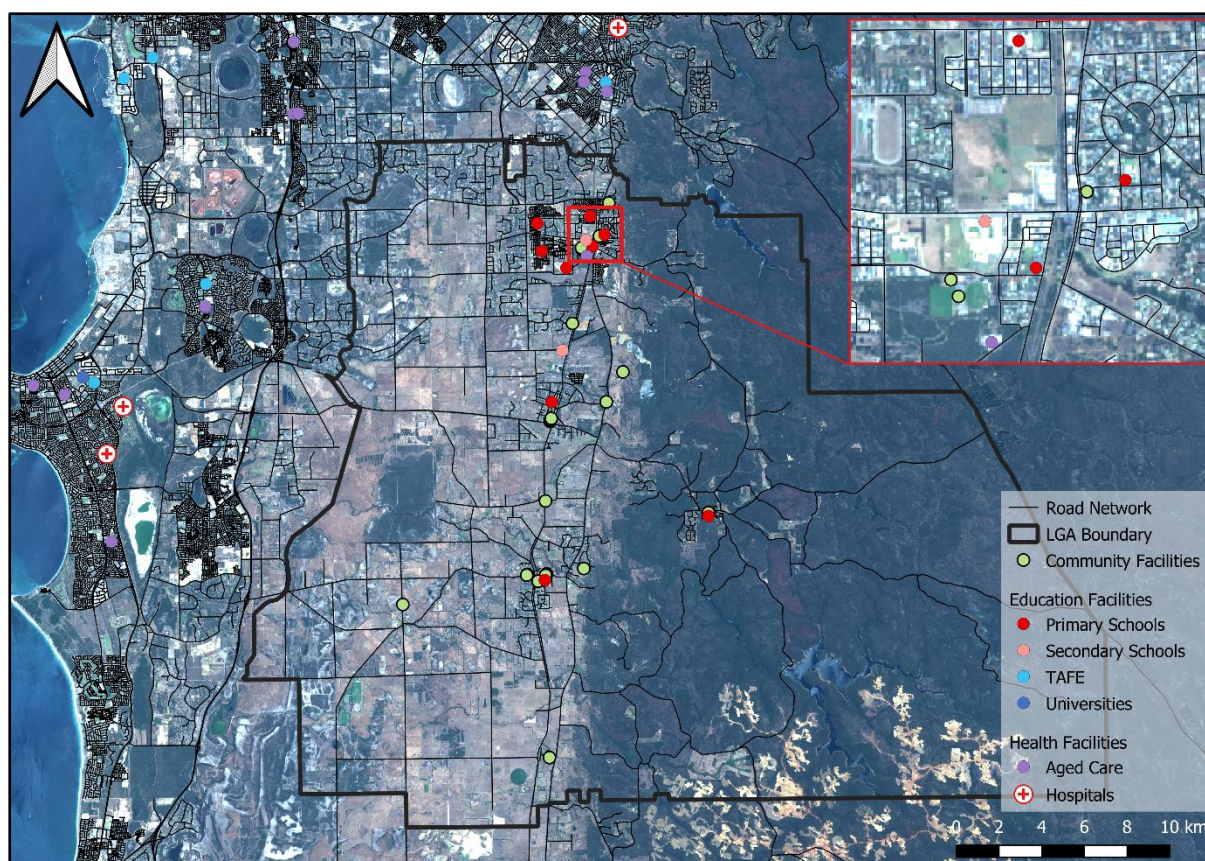 Road Network
LGA Boundary
Community Facilities
Education Facilities
Primary Schools
Secondary Schools
TAFE
Universities
Health Facilities
Aged Care
Hospitals
0 2 4 6 8 10 km